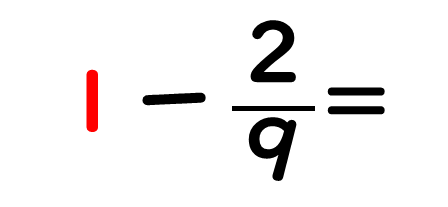 1 - 2/9 =